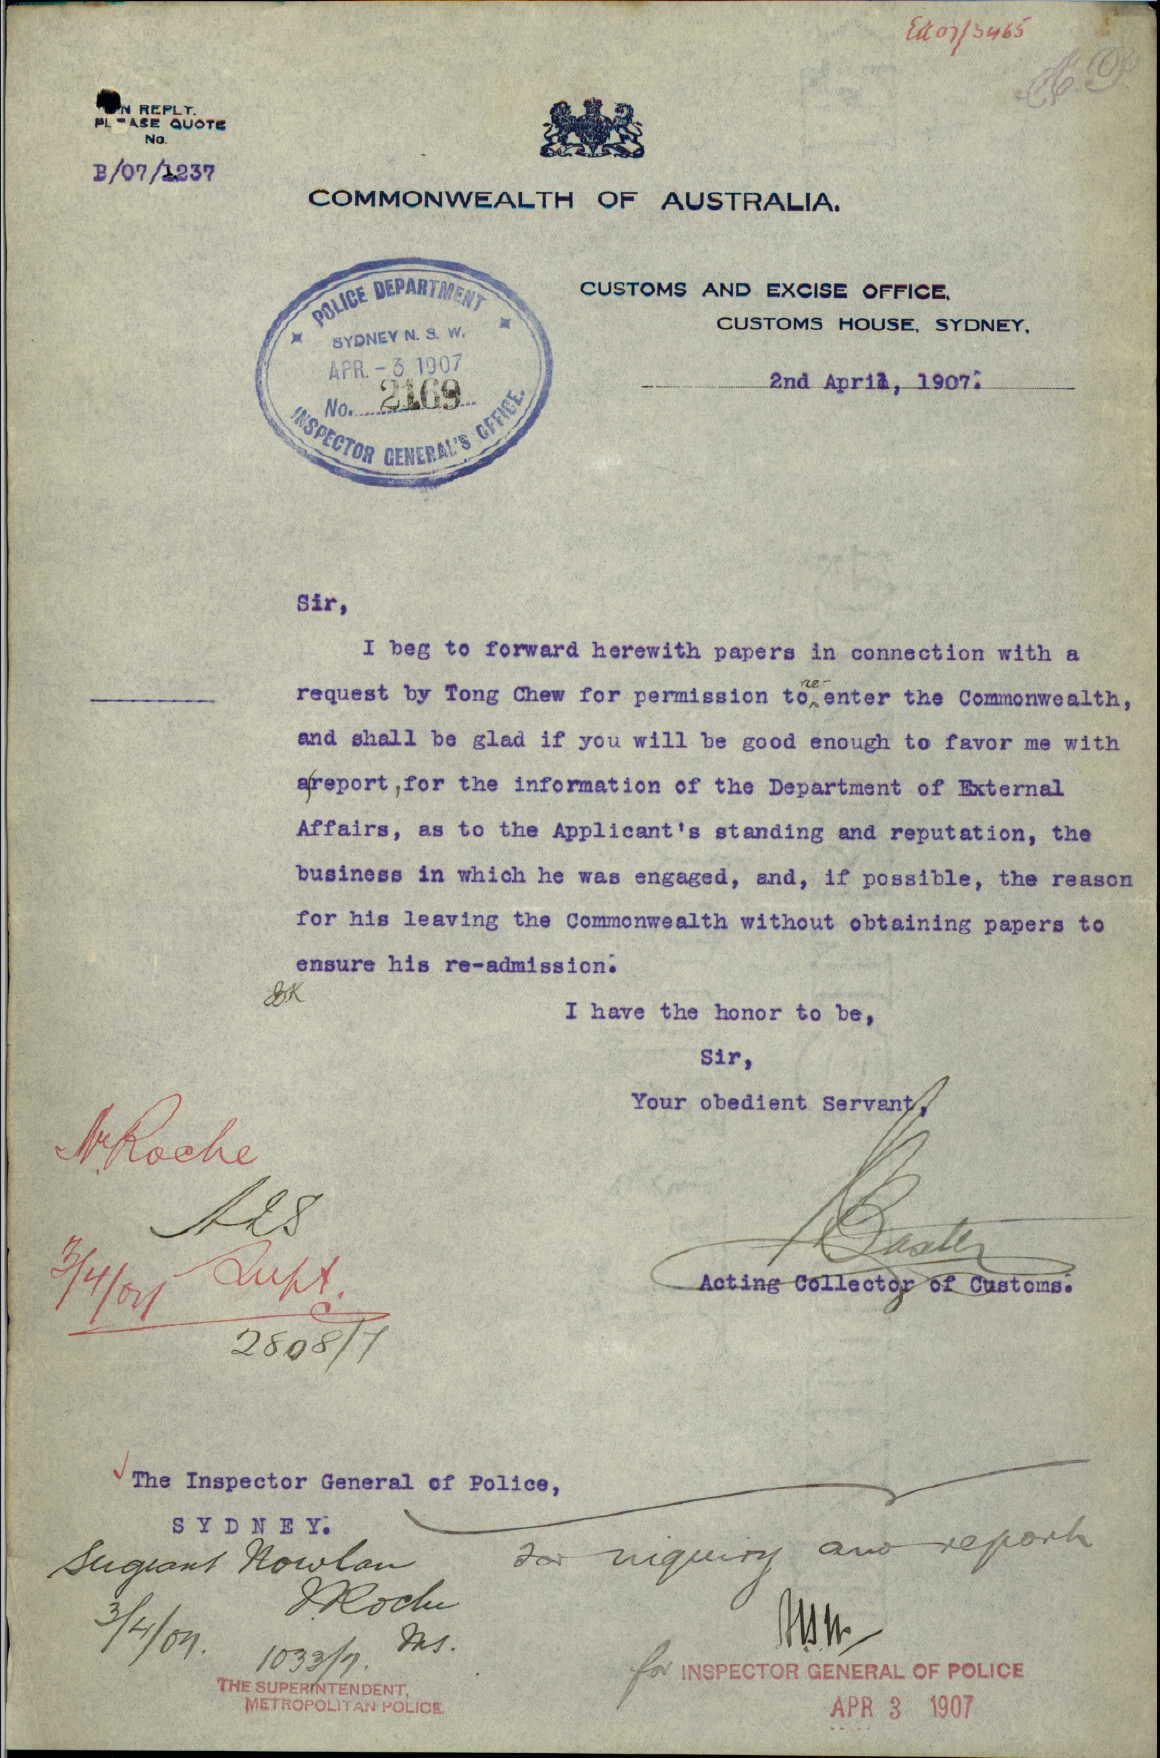 N REPLY.
PLEASE QUOTE
No.
B/07/1237
COMMONWEALTH OF AUSTRALIA.
POLICE DEPARTMENT
SYDNEY N. S. W.
APR. - 3 1907
No. 2169
INSPECTOR GENERAL'S OFFICE.
CUSTOMS AND EXCISE OFFICE,
CUSTOMS HOUSE, SYDNEY,
2nd April, 1907.
Sir,
I beg to forward herewith papers in connection with a
request by Tong Chew for permission to re-enter the Commonwealth,
and shall be glad if you will be good enough to favor me with
a report, for the information of the Department of External
Affairs, as to the Applicant's standing and reputation, the
business in which he was engaged, and, if possible, the reason
for his leaving the Commonwealth without obtaining papers to
ensure his re-admission.
I have the honor to be,
Sir,
Your obedient Servant,
Baxter
Acting Collector of Customs.
Mr. Roche
3/4/07 Supt.
2808/7
The Inspector General of Police,
SYDNEY.
Sergeant Nowlan
J Roche
3/4/07.
1033/7.
THE SUPERINTENDENT,
METROPOLITAN POLICE
For inquiry and report
for INSPECTOR GENERAL OF POLICE
APR 3 1907